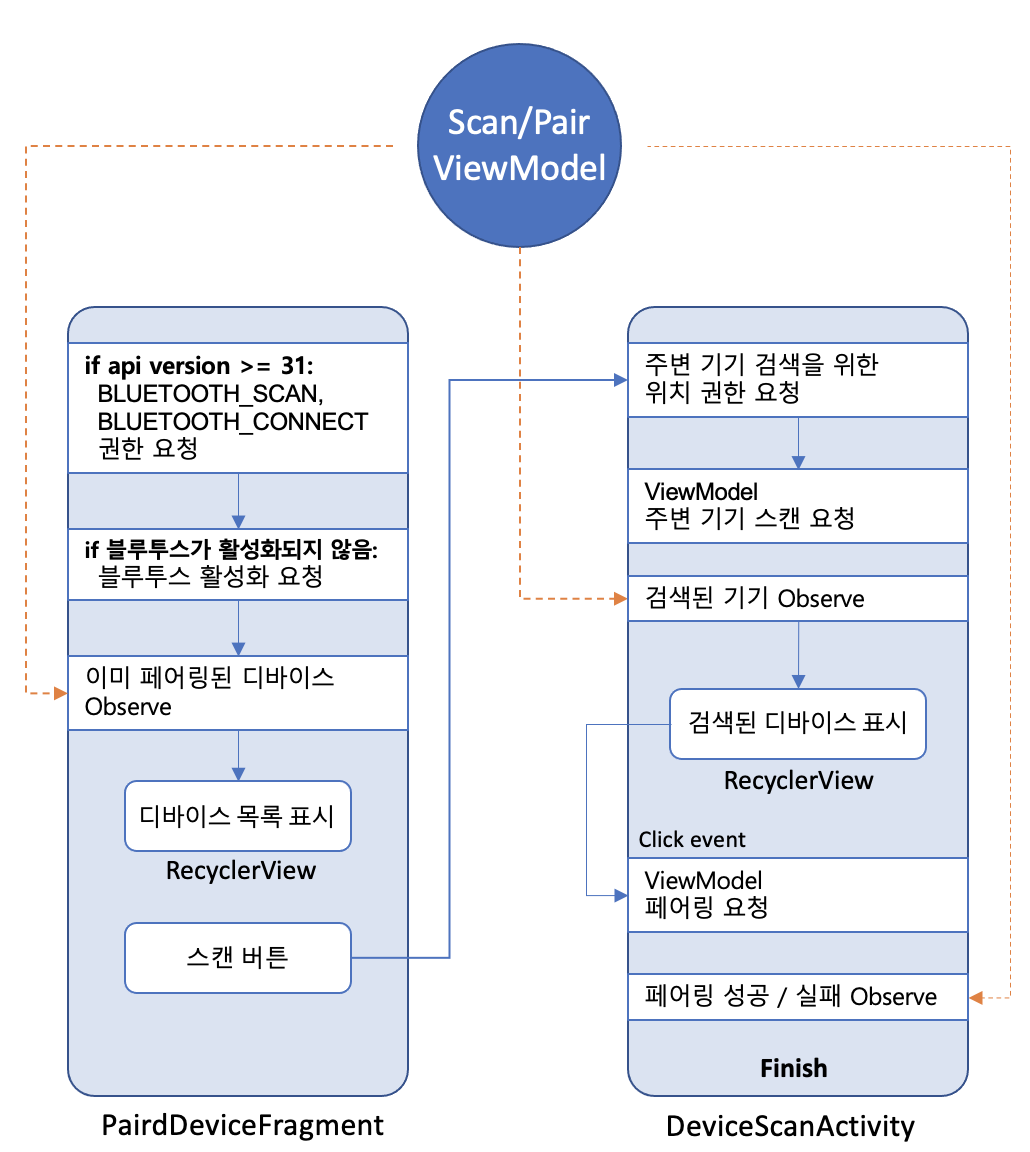 Scan/Pair
ViewModel
if api version >= 31:
BLUETOOTH_SCAN,
BLUETOOTH_CONNECT
권한 요청
if 블루투스가 활성화되지 않음:
블루투스 활성화 요청
이미 페어링된 디바이스
Observe
디바이스 목록 표시
RecyclerView
스캔 버튼
PairdDeviceFragment
주변 기기 검색을 위한
위치 권한 요청
ViewModel
주변 기기 스캔 요청
검색된 기기 Observe
검색된 디바이스 표시
RecyclerView
Click event
ViewModel
페어링 요청
페어링 성공 / 실패 Observe
Finish
DeviceScanActivity